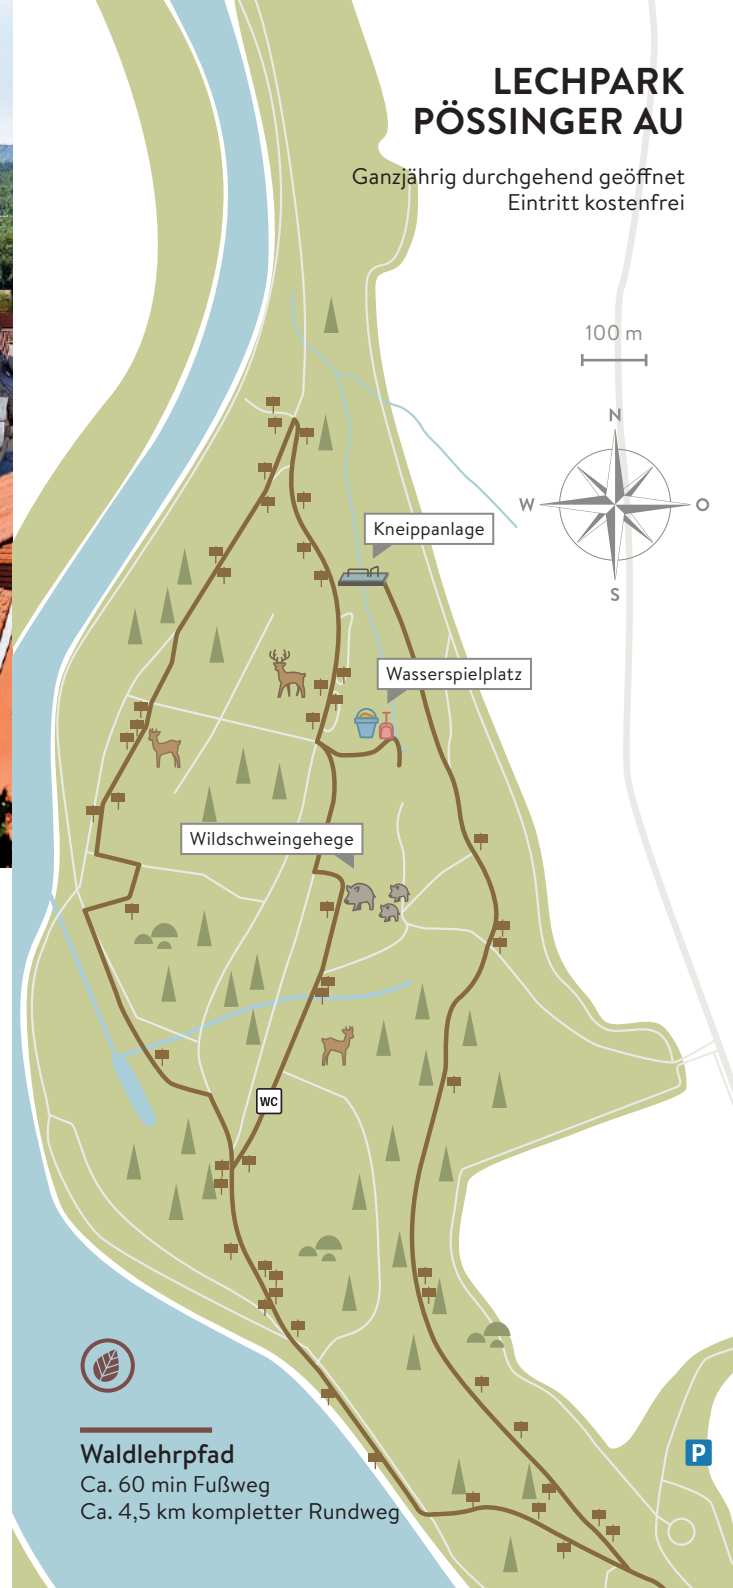 LECHPARK
PÖSSINGER AU
Ganzjährig durchgehend geöffnet
Eintritt kostenfrei
100 m
N
W
O
S
Kneippanlage
Wasserspielplatz
Wildschweingehege
WC
Waldlehrpfad
Ca. 60 min Fußweg
Ca. 4,5 km kompletter Rundweg
P